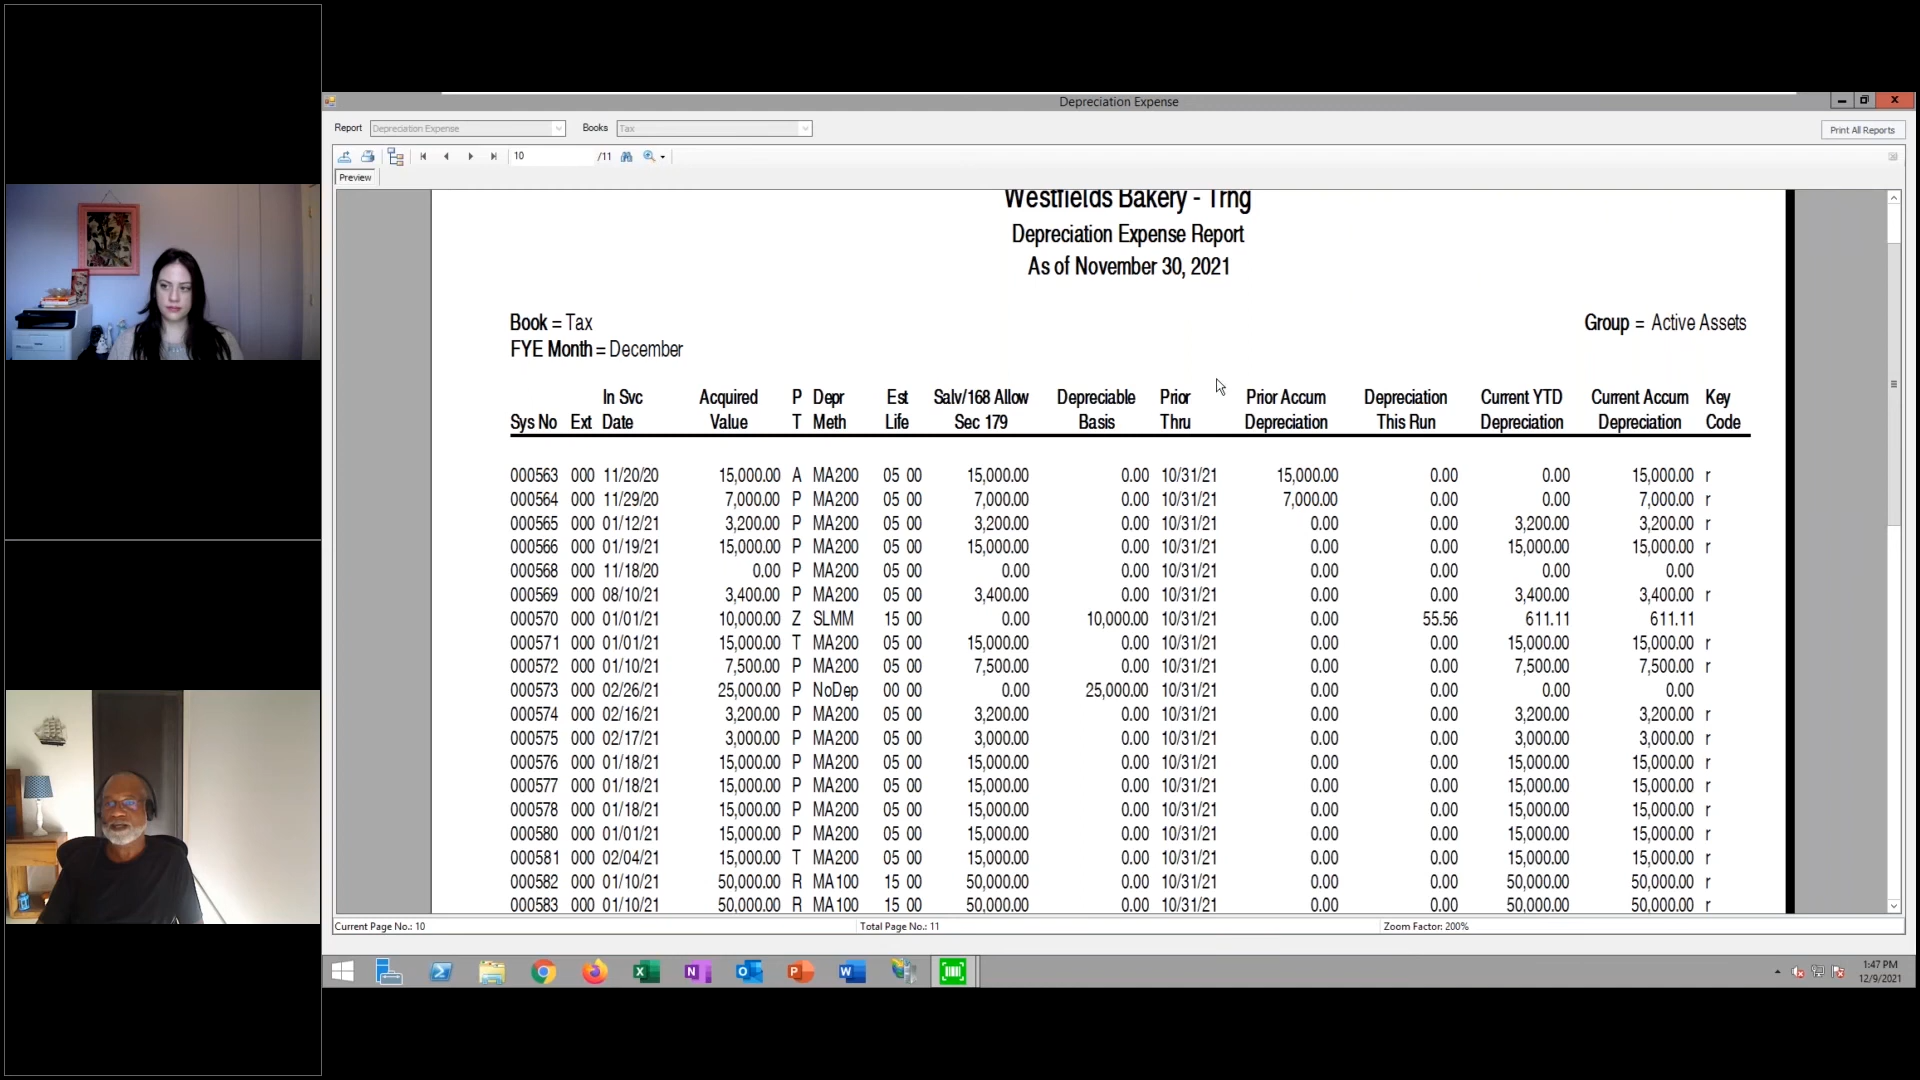 Depreciation Expense
Report Depreciation Expense Books Tax
Print All Reports
10 /11
Preview
Westfields Bakery - Trng
Depreciation Expense Report
As of November 30, 2021
Book = Tax Group = Active Assets
FYE Month = December
In Svc Acquired P Depr Est Salv/168 Allow Depreciable Prior Prior Accum Depreciation Current YTD Current Accum Key
Sys No Ext Date Value T Meth Life Sec 179 Basis Thru Depreciation This Run Depreciation Depreciation Code
000563 000 11/20/20 15,000.00 A MA200 05 00 15,000.00 0.00 10/31/21 15,000.00 0.00 0.00 15,000.00 r
000564 000 11/29/20 7,000.00 P MA200 05 00 7,000.00 0.00 10/31/21 7,000.00 0.00 0.00 7,000.00 r
000565 000 01/12/21 3,200.00 P MA200 05 00 3,200.00 0.00 10/31/21 0.00 0.00 3,200.00 3,200.00 r
000566 000 01/19/21 15,000.00 P MA200 05 00 15,000.00 0.00 10/31/21 0.00 0.00 15,000.00 15,000.00 r
000568 000 11/18/20 0.00 P MA200 05 00 0.00 0.00 10/31/21 0.00 0.00 0.00 0.00
000569 000 08/10/21 3,400.00 P MA200 05 00 3,400.00 0.00 10/31/21 0.00 0.00 3,400.00 3,400.00 r
000570 000 01/01/21 10,000.00 Z SLMM 15 00 0.00 10,000.00 10/31/21 0.00 55.56 611.11 611.11
000571 000 01/01/21 15,000.00 T MA200 05 00 15,000.00 0.00 10/31/21 0.00 0.00 15,000.00 15,000.00 r
000572 000 01/10/21 7,500.00 P MA200 05 00 7,500.00 0.00 10/31/21 0.00 0.00 7,500.00 7,500.00 r
000573 000 02/26/21 25,000.00 P NoDep 00 00 0.00 25,000.00 10/31/21 0.00 0.00 0.00 0.00
000574 000 02/16/21 3,200.00 P MA200 05 00 3,200.00 0.00 10/31/21 0.00 0.00 3,200.00 3,200.00 r
000575 000 02/17/21 3,000.00 P MA200 05 00 3,000.00 0.00 10/31/21 0.00 0.00 3,000.00 3,000.00 r
000576 000 01/18/21 15,000.00 P MA200 05 00 15,000.00 0.00 10/31/21 0.00 0.00 15,000.00 15,000.00 r
000577 000 01/18/21 15,000.00 P MA200 05 00 15,000.00 0.00 10/31/21 0.00 0.00 15,000.00 15,000.00 r
000578 000 01/18/21 15,000.00 P MA200 05 00 15,000.00 0.00 10/31/21 0.00 0.00 15,000.00 15,000.00 r
000580 000 01/01/21 15,000.00 P MA200 05 00 15,000.00 0.00 10/31/21 0.00 0.00 15,000.00 15,000.00 r
000581 000 02/04/21 15,000.00 T MA200 05 00 15,000.00 0.00 10/31/21 0.00 0.00 15,000.00 15,000.00 r
000582 000 01/10/21 50,000.00 R MA100 15 00 50,000.00 0.00 10/31/21 0.00 0.00 50,000.00 50,000.00 r
000583 000 01/10/21 50,000.00 R MA100 15 00 50,000.00 0.00 10/31/21 0.00 0.00 50,000.00 50,000.00 r
Current Page No.: 10 Total Page No.: 11 Zoom Factor: 200%
1:47 PM
12/9/2021